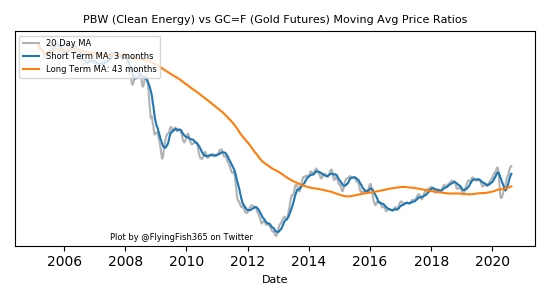 PBW (Clean Energy) vs GC=F (Gold Futures) Moving Avg Price Ratios
20 Day MA
Short Term MA: 3 months
Long Term MA: 43 months
Plot by @FlyingFish365 on Twitter
2006 2008 2010 2012 2014 2016 2018 2020
Date